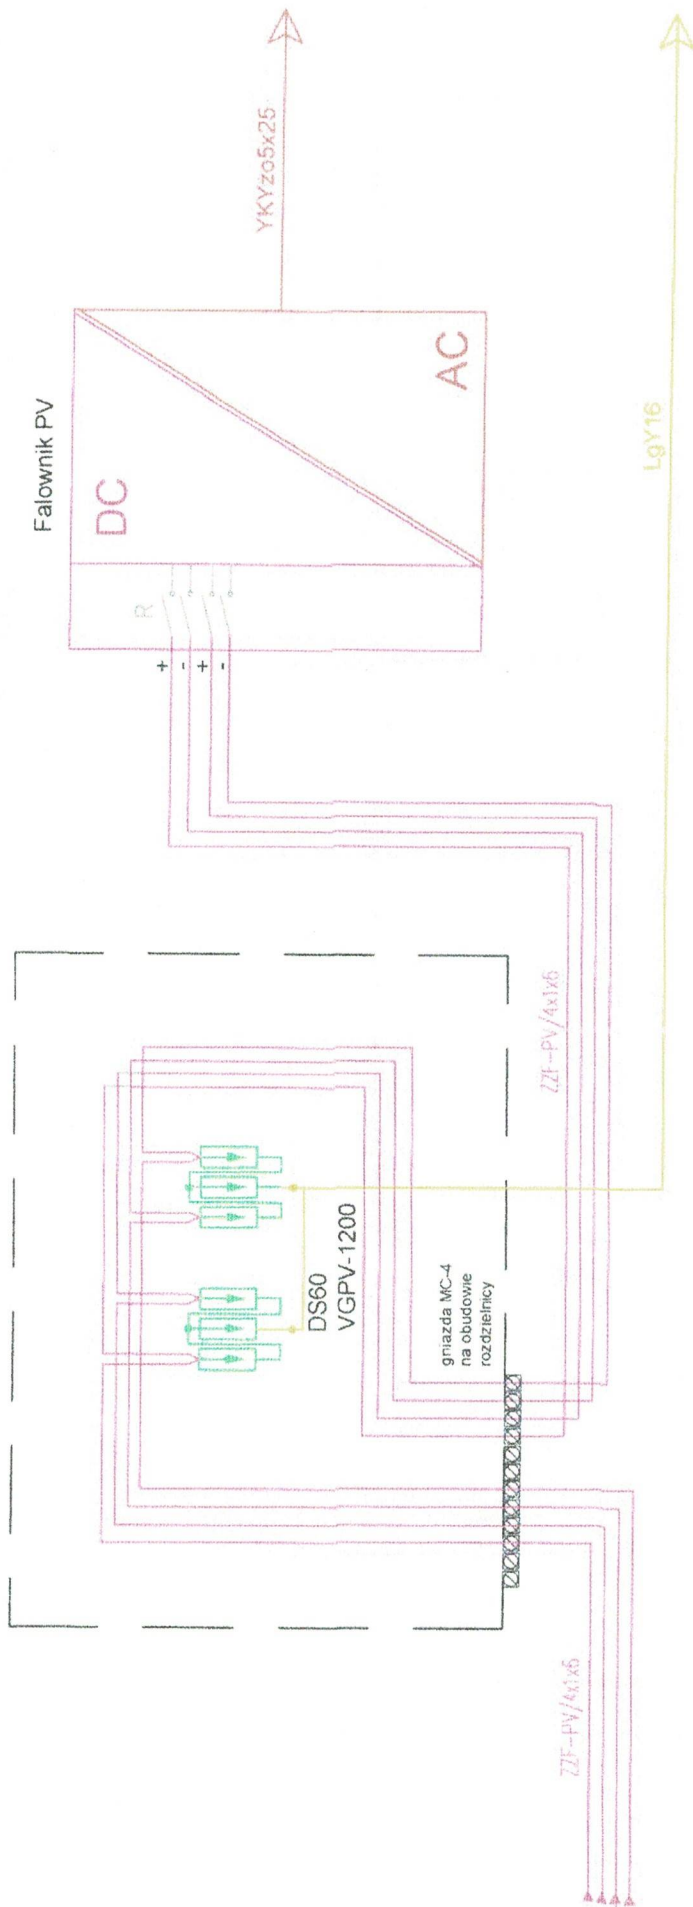 Falownik PV
DC
AC
YKYżo5x25
R
+
-
+
-
ZZF-PV/4x1x6
LgY16
DS60
VGPV-1200
gniazda MC-4
na obudowie
rozdzielnicy
ZZF-PV/4x1x6